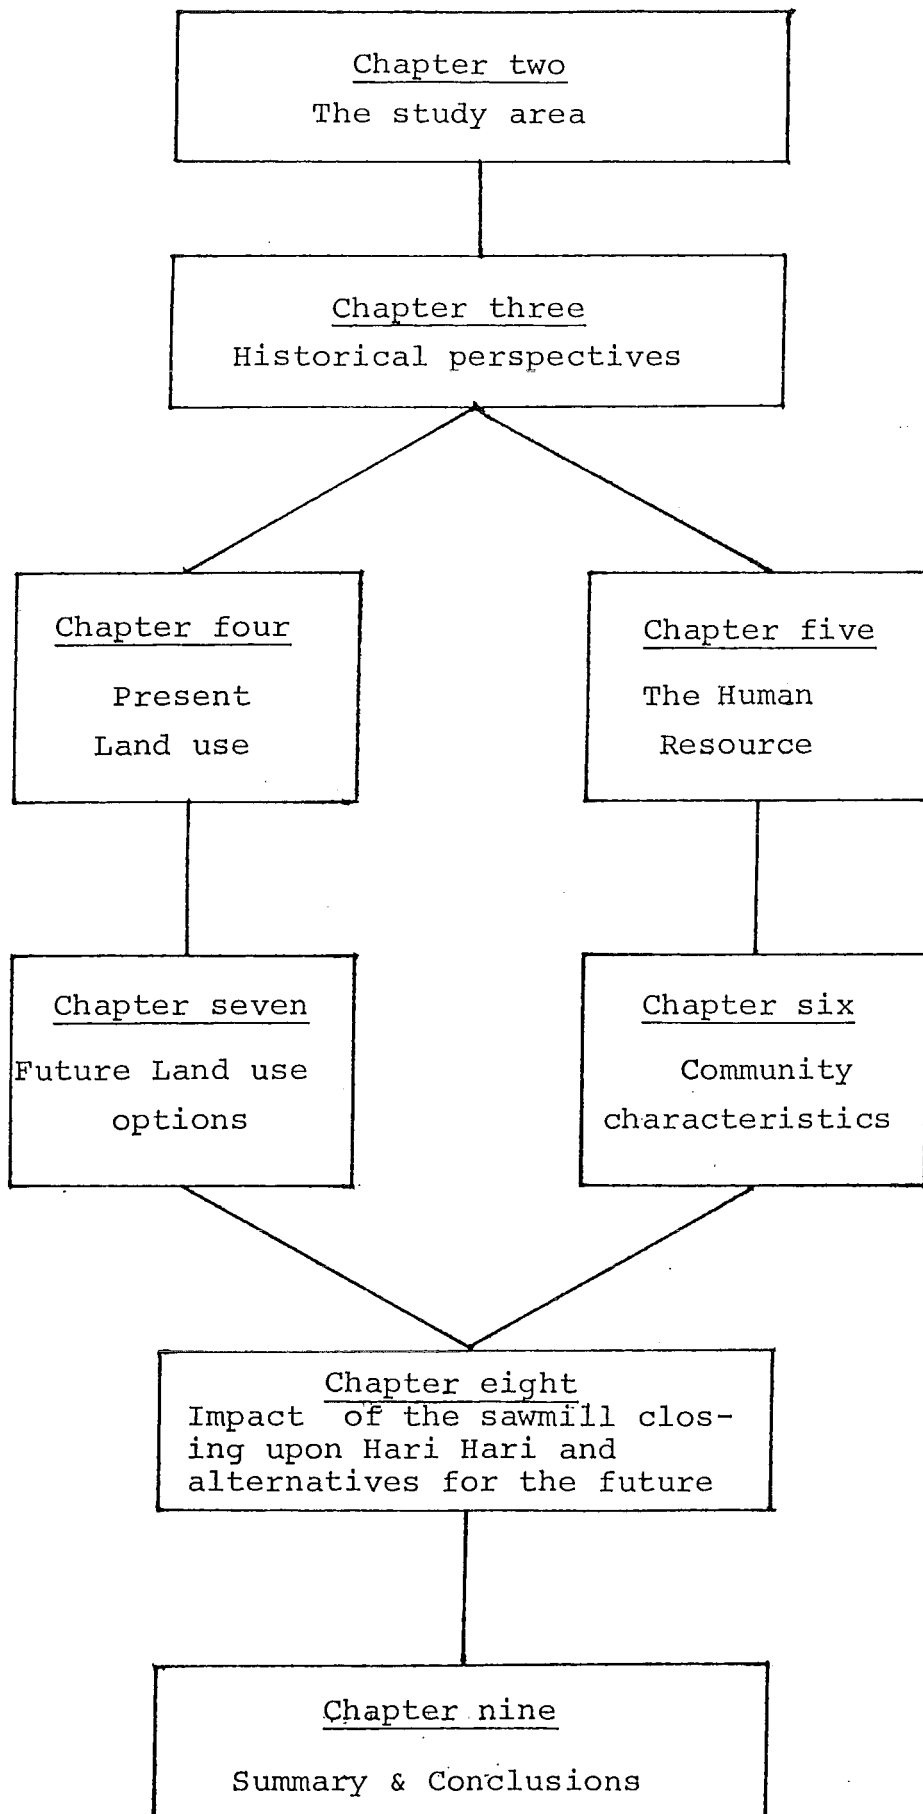 Chapter two
The study area
Chapter three
Historical perspectives
Chapter four
Present
Land use
Chapter five
The Human
Resource
Chapter seven
Future Land use
options
Chapter six
Community
characteristics
Chapter eight
Impact of the sawmill clos-
ing upon Hari Hari and
alternatives for the future
Chapter nine
Summary & Conclusions